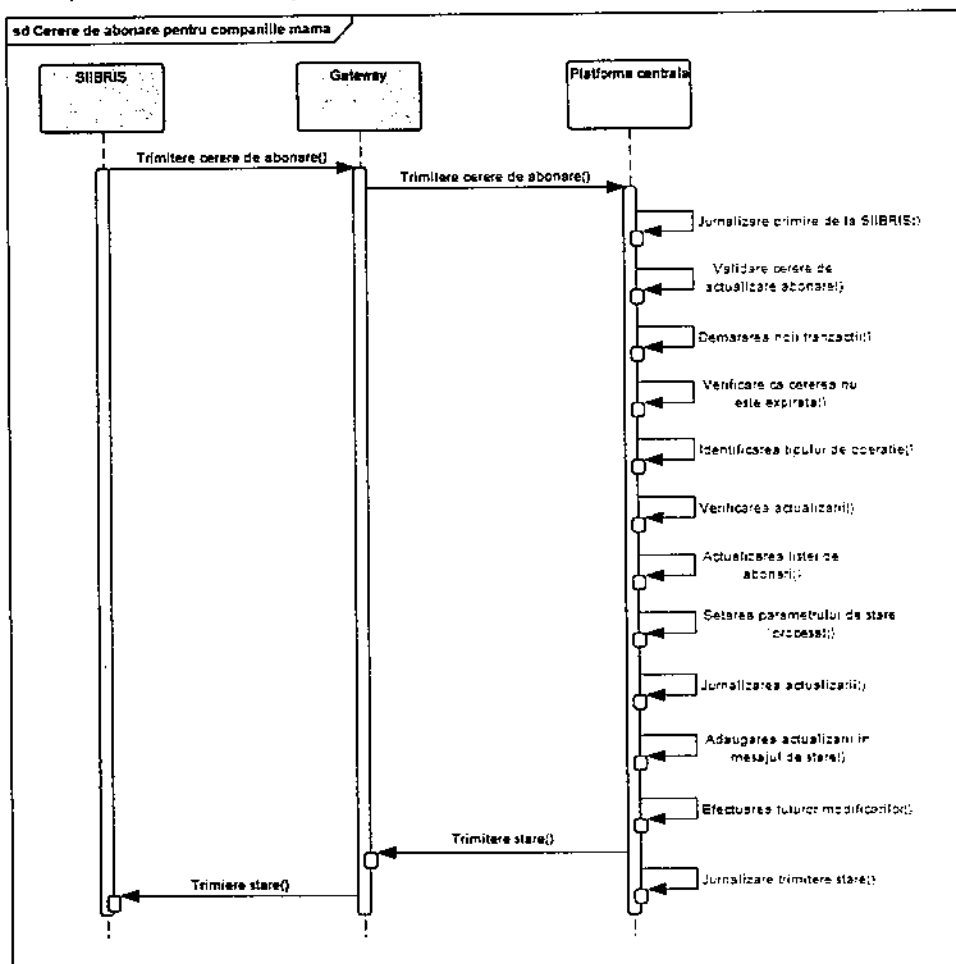 sd Cerere de abonare pentru companiile mama
SIIBRIS
Gateway
Platforma centrala
Trimitere cerere de abonare()
Trimitere cerere de abonare()
Jurnalizare primire de la SIIBRIS()
Validare cerere de
actualizare abonare()
Demararea noii tranzactii()
Verificare ca cererea nu
este expirata()
Identificarea tipului de operatie()
Verificarea actualizarii()
Actualizarea listei de
abonari()
Setarea parametrului de stare
'procesat()
Jurnalizarea actualizarii()
Adaugarea actualizarii in
mesajul de stare()
Efectuarea tuturor modificarilor()
Trimitere stare()
Jurnalizare trimitere stare()
Trimiere stare()